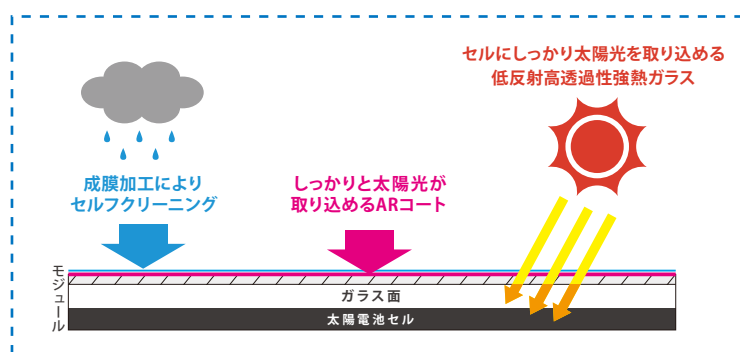 セルにしっかり太陽光を取り込める
低反射高透過性強熱ガラス
成膜加工により
セルフクリーニング
しっかりと太陽光が
取り込めるARコート
モジュール
ガラス面
太陽電池セル